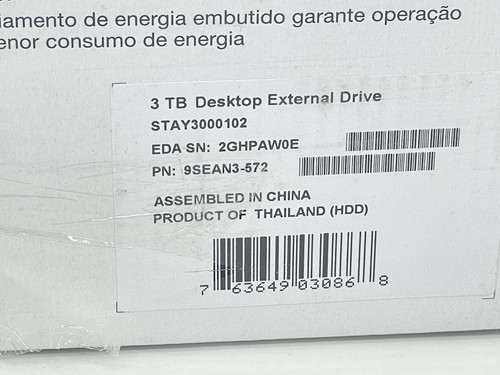 iamento de energia embutido garante operação
enor consumo de energia
3 TB Desktop External Drive
STAY3000102
EDA SN: 2GHPAW0E
PN: 9SEAN3-572
ASSEMBLED IN CHINA
PRODUCT OF THAILAND (HDD)
7 63649 03086 8